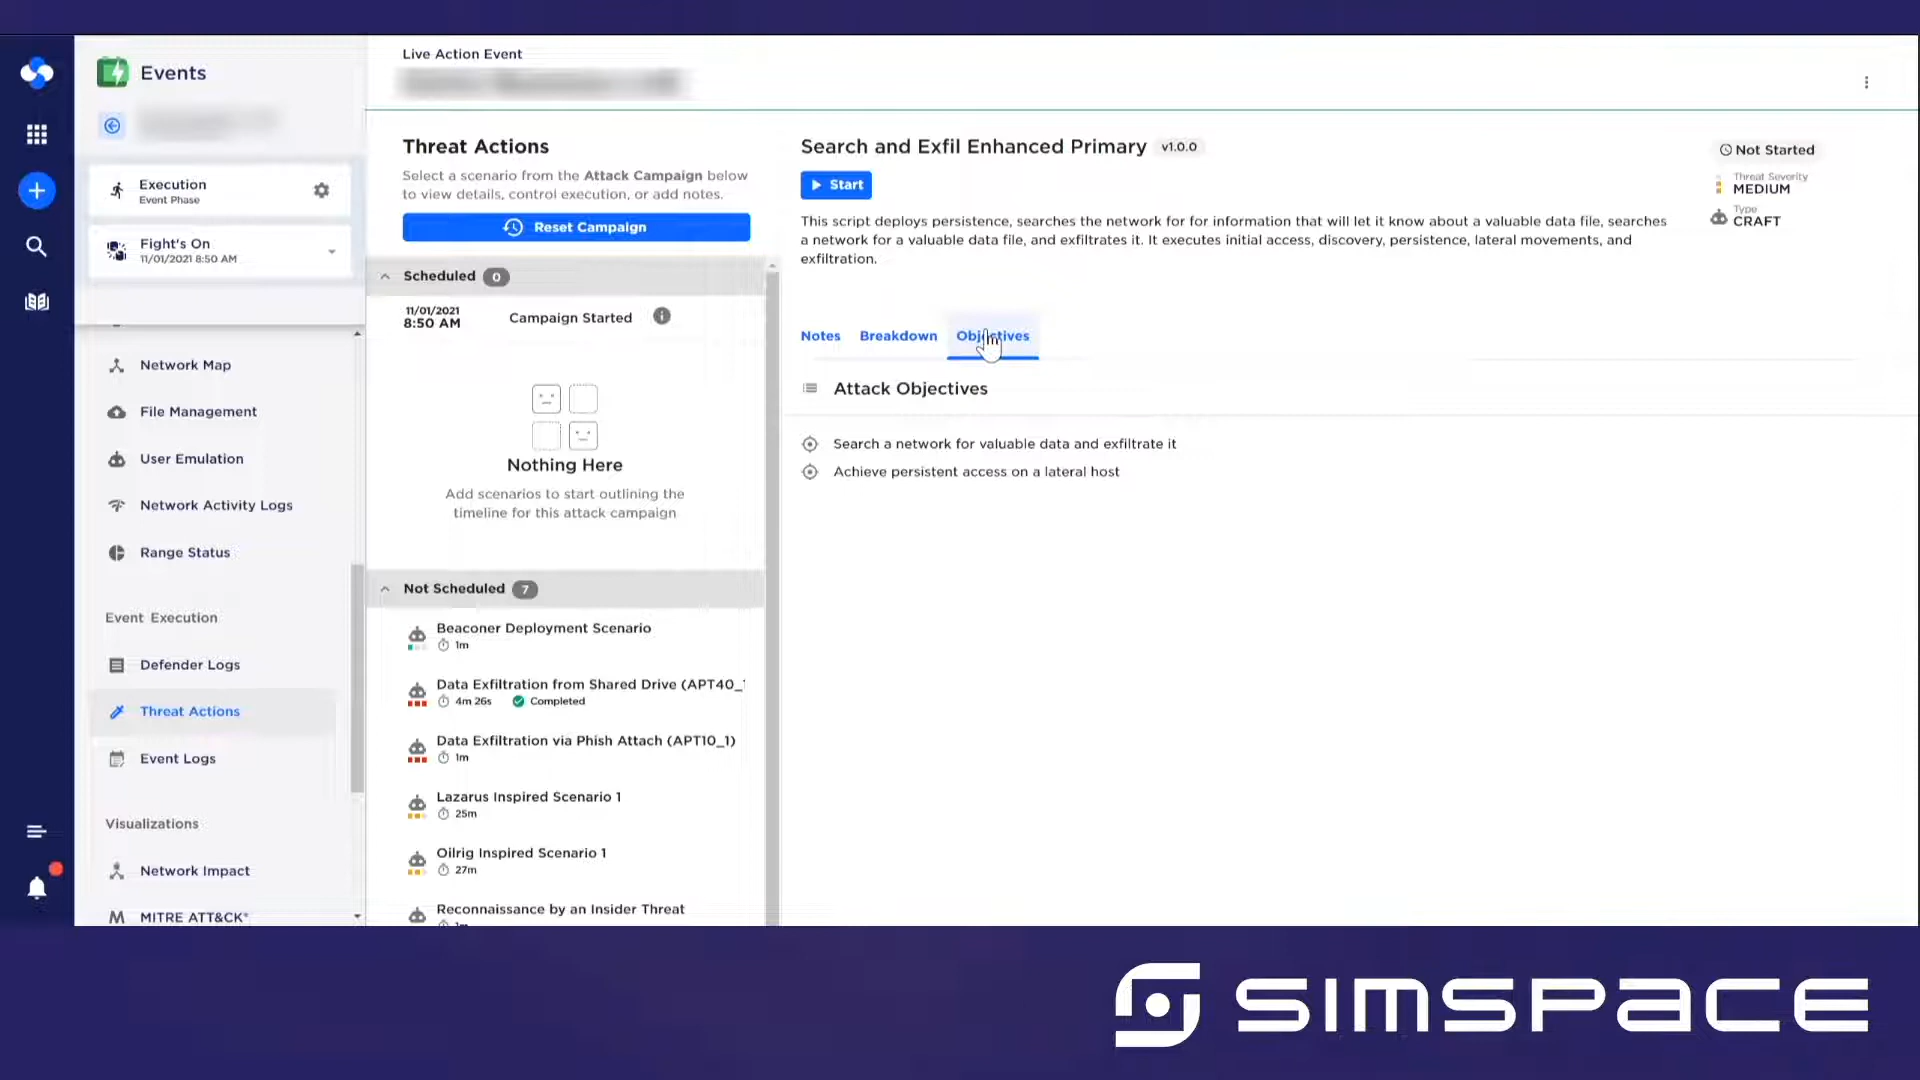 Events
Execution
Event Phase
Fight's On
11/01/2021 8:50 AM
Network Map
File Management
User Emulation
Network Activity Logs
Range Status
Event Execution
Defender Logs
Threat Actions
Event Logs
Visualizations
Network Impact
MITRE ATT&CK®
Live Action Event
Threat Actions
Select a scenario from the Attack Campaign below
to view details, control execution, or add notes.
Reset Campaign
Scheduled 0
11/01/2021
8:50 AM
Campaign Started
Nothing Here
Add scenarios to start outlining the
timeline for this attack campaign
Not Scheduled 7
Beaconer Deployment Scenario
1m
Data Exfiltration from Shared Drive (APT40_1
4m 26s Completed
Data Exfiltration via Phish Attach (APT10_1)
1m
Lazarus Inspired Scenario 1
25m
Oilrig Inspired Scenario 1
27m
Reconnaissance by an Insider Threat
1m
Search and Exfil Enhanced Primary v1.0.0
Start
This script deploys persistence, searches the network for for information that will let it know about a valuable data file, searches
a network for a valuable data file, and exfiltrates it. It executes initial access, discovery, persistence, lateral movements, and
exfiltration.
Not Started
Threat Severity
MEDIUM
Type
CRAFT
Notes Breakdown Objectives
Attack Objectives
Search a network for valuable data and exfiltrate it
Achieve persistent access on a lateral host
SIMSPACE